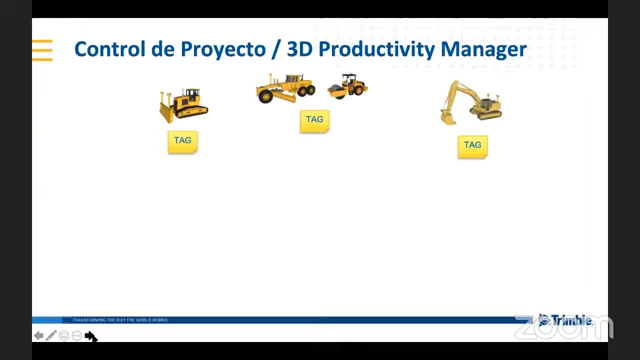 Control de Proyecto / 3D Productivity Manager
TAG
TAG
TAG
TRANSFORMING THE WAY THE WORLD WORKS
Trimble
zoom